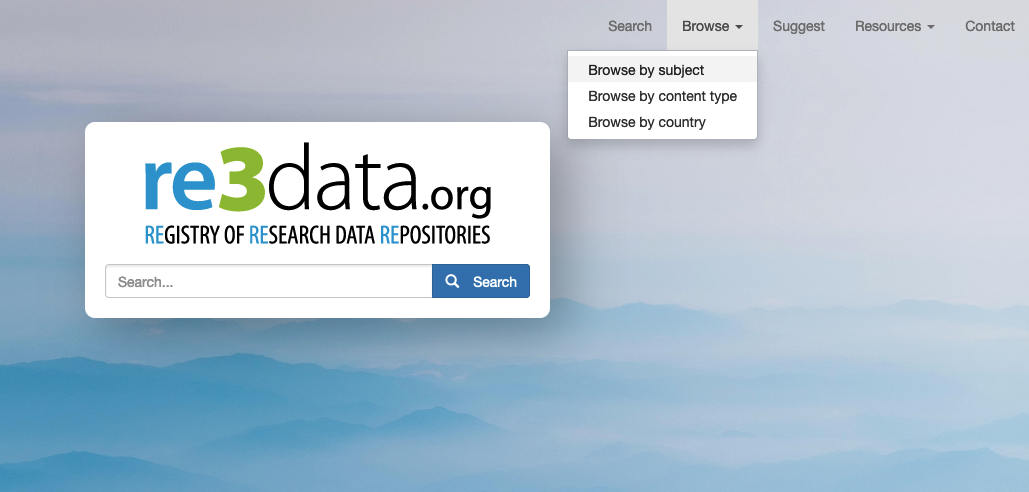 Search Browse Suggest Resources Contact
Browse by subject
Browse by content type
Browse by country
re3data.org
REGISTRY OF RESEARCH DATA REPOSITORIES
Search... Search